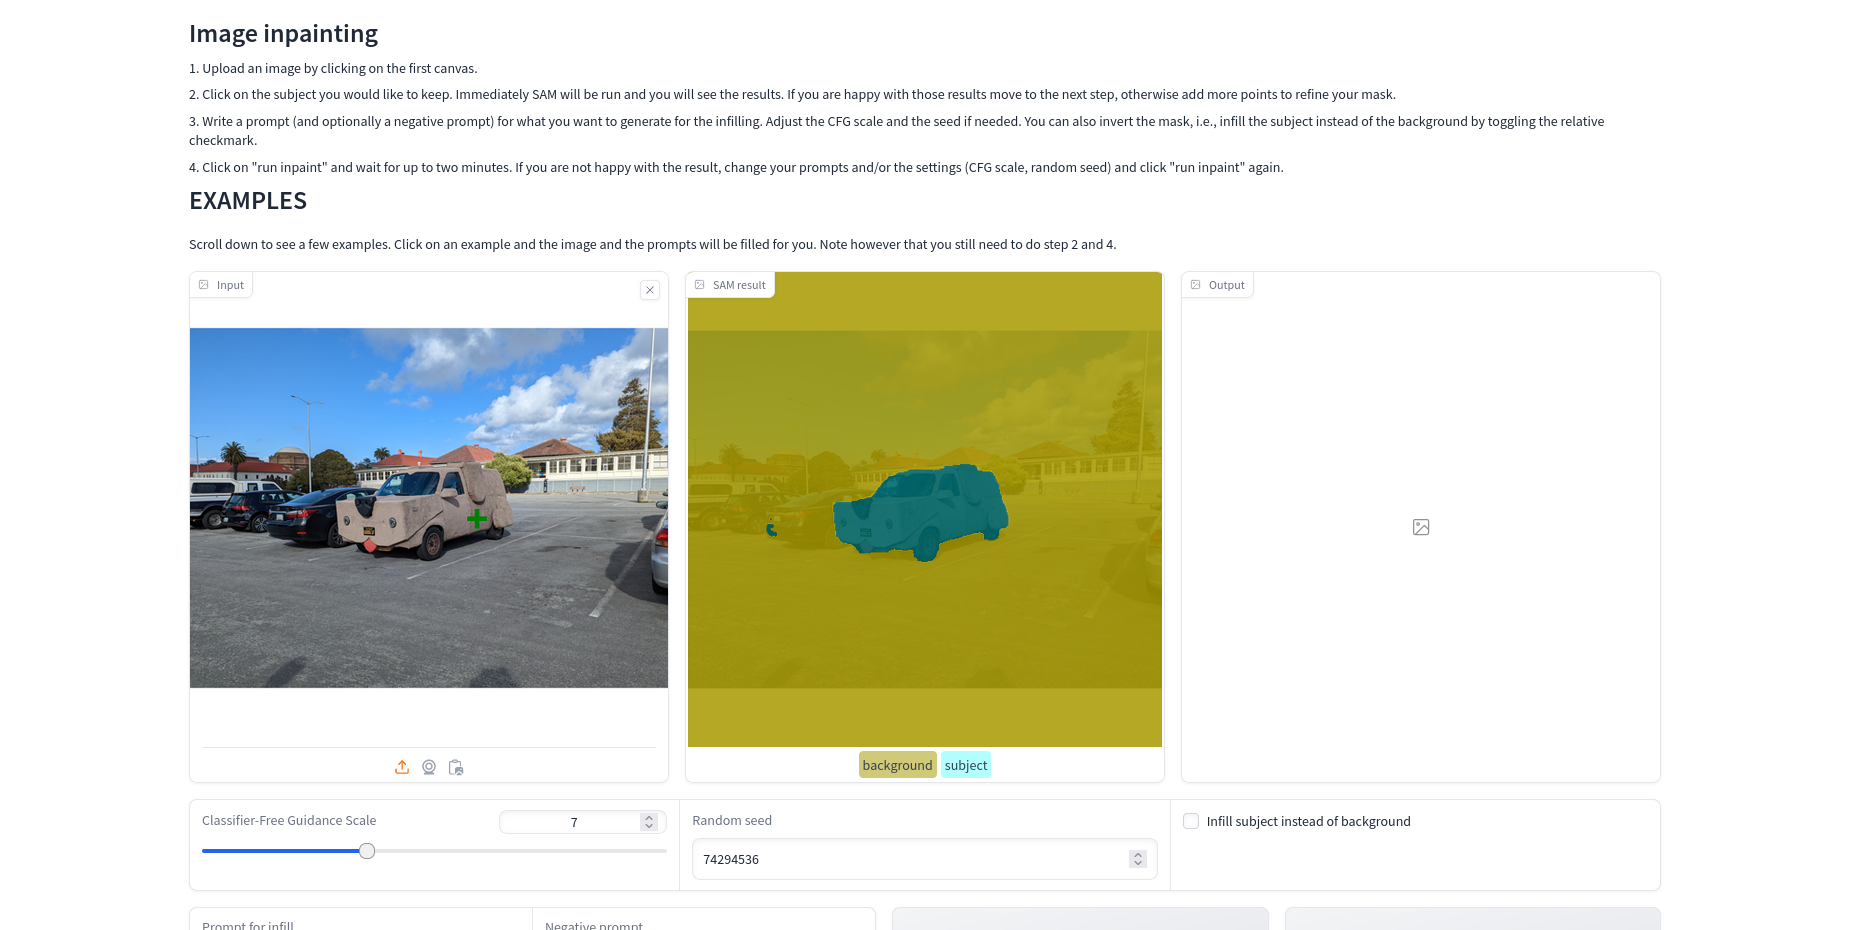 Image inpainting
1. Upload an image by clicking on the first canvas.
2. Click on the subject you would like to keep. Immediately SAM will be run and you will see the results. If you are happy with those results move to the next step, otherwise add more points to refine your mask.
3. Write a prompt (and optionally a negative prompt) for what you want to generate for the infilling. Adjust the CFG scale and the seed if needed. You can also invert the mask, i.e., infill the subject instead of the background by toggling the relative
checkmark.
4. Click on "run inpaint" and wait for up to two minutes. If you are not happy with the result, change your prompts and/or the settings (CFG scale, random seed) and click "run inpaint" again.
EXAMPLES
Scroll down to see a few examples. Click on an example and the image and the prompts will be filled for you. Note however that you still need to do step 2 and 4.
Input
SAM result
Output
background subject
Classifier-Free Guidance Scale
7
Random seed
74294536
Infill subject instead of background
Prompt for infill
Negative prompt